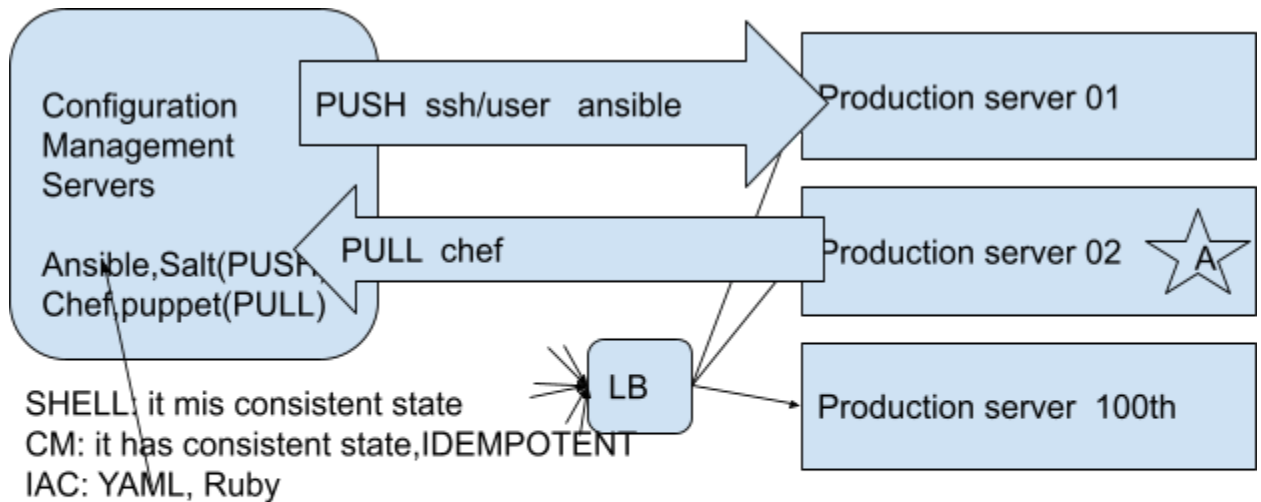 Configuration
Management
Servers
Ansible,Salt(PUSH,
Chef,puppet(PULL)
PUSH ssh/user ansible
PULL chef
Production server 01
Production server 02
A
Production server 100th
LB
SHELL: it mis consistent state
CM: it has consistent state,IDEMPOTENT
IAC: YAML, Ruby